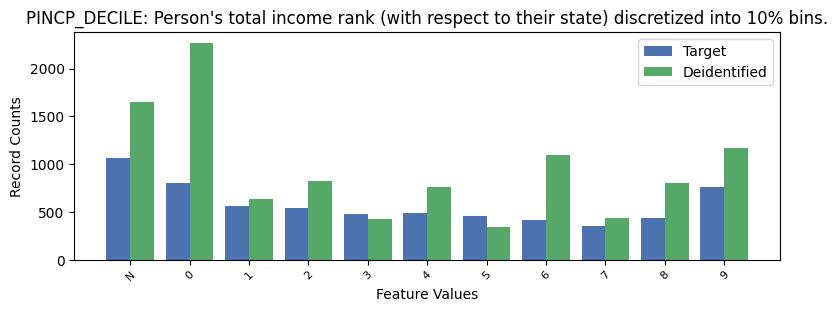 PINCP_DECILE: Person's total income rank (with respect to their state) discretized into 10% bins.
Target
Deidentified
Record Counts
2000
1500
1000
500
0
N 0 1 2 3 4 5 6 7 8 9
Feature Values